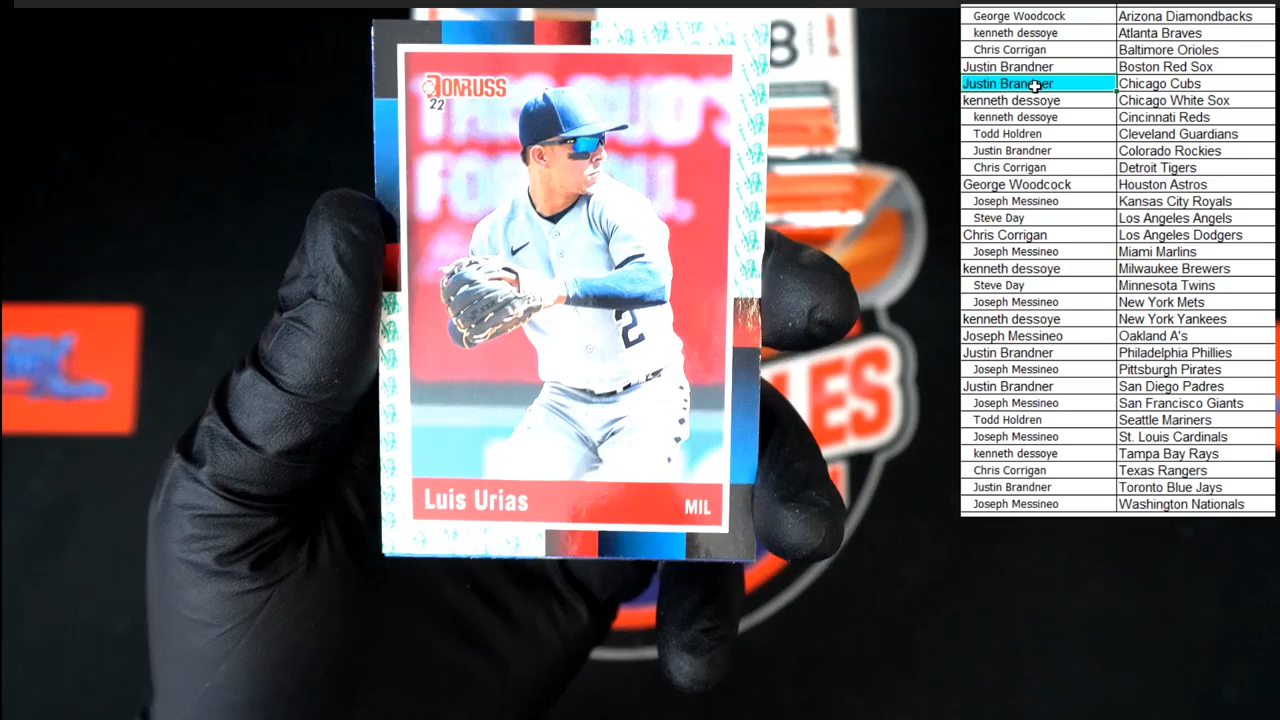 DONRUSS
22
8
2
Luis Urias
MIL
LES
George Woodcock Arizona Diamondbacks
kenneth dessoye Atlanta Braves
Chris Corrigan Baltimore Orioles
Justin Brandner Boston Red Sox
Justin Brandner Chicago Cubs
kenneth dessoye Chicago White Sox
kenneth dessoye Cincinnati Reds
Todd Holdren Cleveland Guardians
Justin Brandner Colorado Rockies
Chris Corrigan Detroit Tigers
George Woodcock Houston Astros
Joseph Messineo Kansas City Royals
Steve Day Los Angeles Angels
Chris Corrigan Los Angeles Dodgers
Joseph Messineo Miami Marlins
kenneth dessoye Milwaukee Brewers
Steve Day Minnesota Twins
Joseph Messineo New York Mets
kenneth dessoye New York Yankees
Joseph Messineo Oakland A's
Justin Brandner Philadelphia Phillies
Joseph Messineo Pittsburgh Pirates
Justin Brandner San Diego Padres
Joseph Messineo San Francisco Giants
Todd Holdren Seattle Mariners
Joseph Messineo St. Louis Cardinals
kenneth dessoye Tampa Bay Rays
Chris Corrigan Texas Rangers
Justin Brandner Toronto Blue Jays
Joseph Messineo Washington Nationals